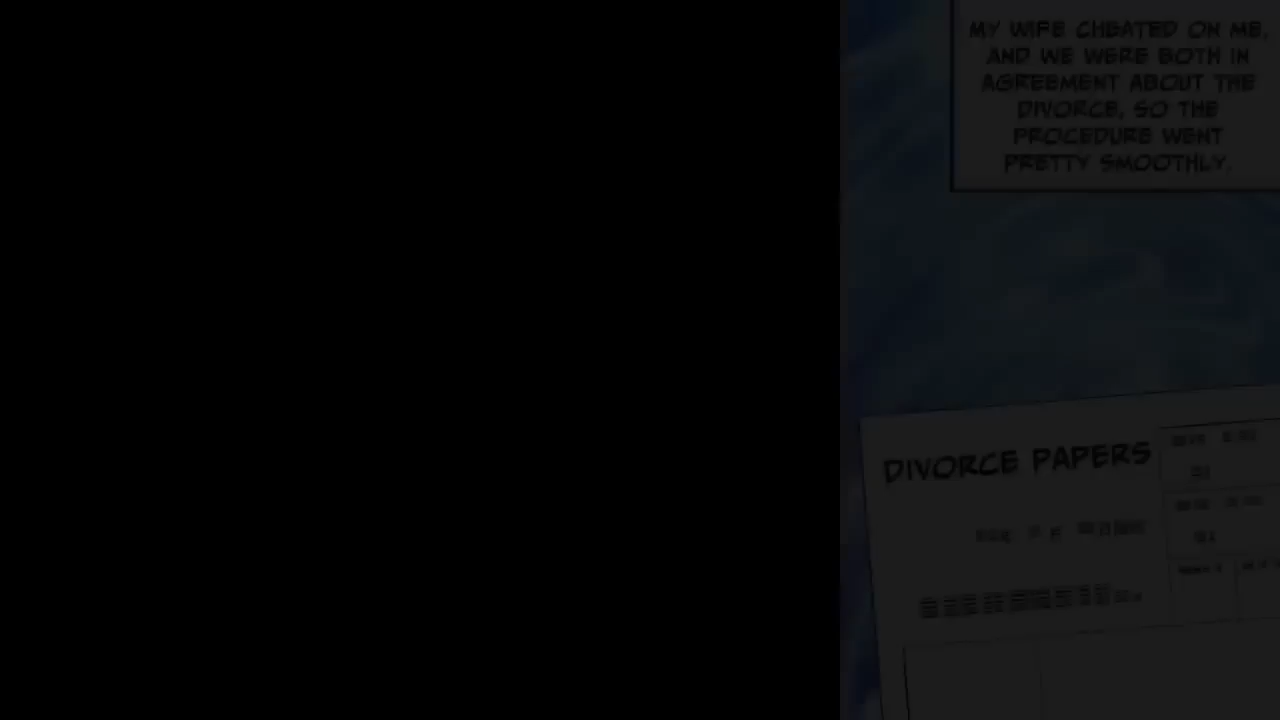 MY WIFE CHEATED ON ME,
AND WE WERE BOTH IN
AGREEMENT ABOUT THE
DIVORCE, SO THE
PROCEDURE WENT
PRETTY SMOOTHLY.
DIVORCE PAPERS